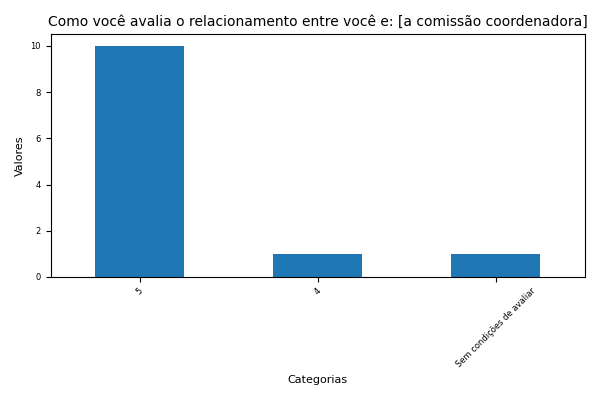 Como você avalia o relacionamento entre você e: [a comissão coordenadora]
10
8
6
4
2
0
Valores
5
4
Sem condições de avaliar
Categorias